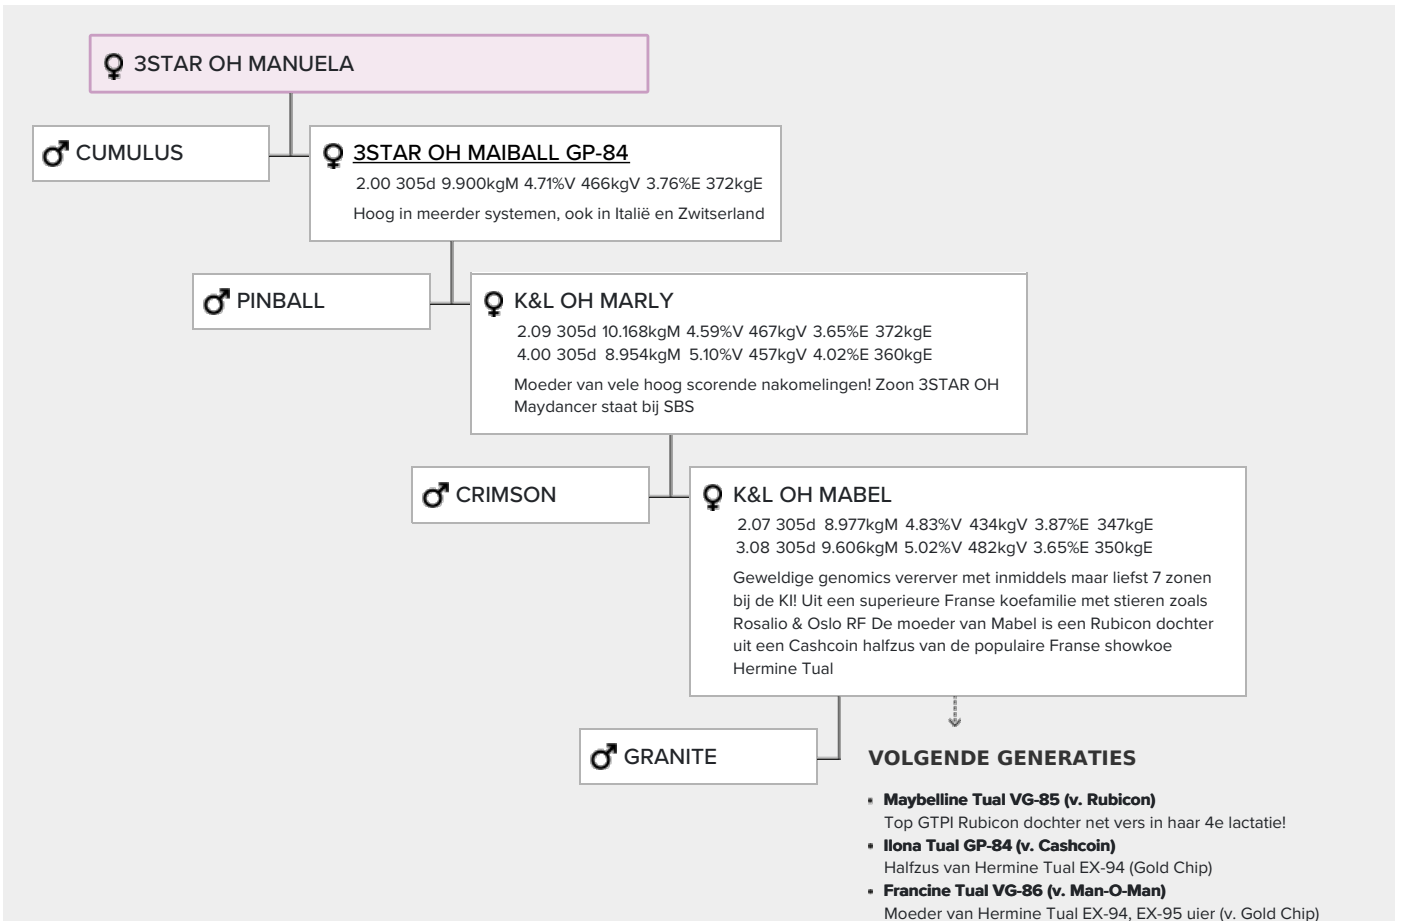 3STAR OH MANUELA
CUMULUS
3STAR OH MAIBALL GP-84
2.00 305d 9.900kgM 4.71%V 466kgV 3.76%E 372kgE
Hoog in meerder systemen, ook in Italië en Zwitserland
PINBALL
K&L OH MARLY
2.09 305d 10.168kgM 4.59%V 467kgV 3.65%E 372kgE
4.00 305d 8.954kgM 5.10%V 457kgV 4.02%E 360kgE
Moeder van vele hoog scorende nakomelingen! Zoon 3STAR OH
Maydancer staat bij SBS
CRIMSON
K&L OH MABEL
2.07 305d 8.977kgM 4.83%V 434kgV 3.87%E 347kgE
3.08 305d 9.606kgM 5.02%V 482kgV 3.65%E 350kgE
Geweldige genomics vererver met inmiddels maar liefst 7 zonen
bij de KI! Uit een superieure Franse koefamilie met stieren zoals
Rosalio & Oslo RF De moeder van Mabel is een Rubicon dochter
uit een Cashcoin halfzus van de populaire Franse showkoe
Hermine Tual
GRANITE
VOLGENDE GENERATIES
Maybelline Tual VG-85 (v. Rubicon)
Top GTPI Rubicon dochter net vers in haar 4e lactatie!
Ilona Tual GP-84 (v. Cashcoin)
Halfzus van Hermine Tual EX-94 (Gold Chip)
Francine Tual VG-86 (v. Man-O-Man)
Moeder van Hermine Tual EX-94, EX-95 uier (v. Gold Chip)